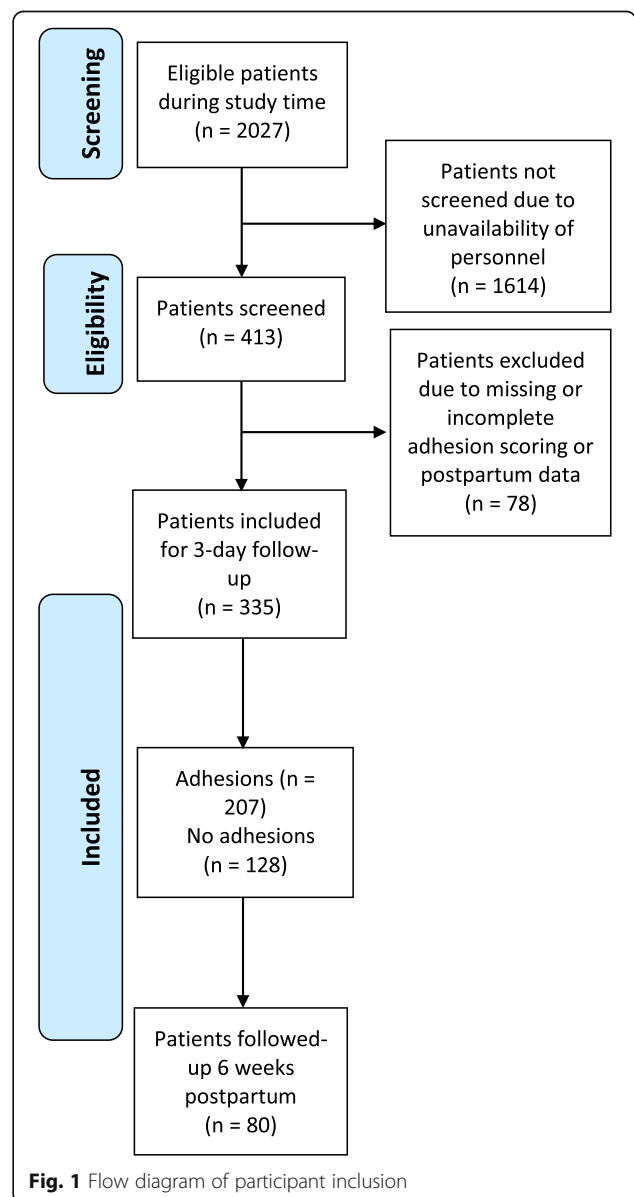 Screening
Eligible patients
during study time
(n = 2027)
Patients not
screened due to
unavailability of
personnel
(n = 1614)
Eligibility
Patients screened
(n = 413)
Patients excluded
due to missing or
incomplete
adhesion scoring or
postpartum data
(n = 78)
Patients included
for 3-day follow-
up
(n = 335)
Included
Adhesions (n =
207)
No adhesions
(n = 128)
Patients followed-
up 6 weeks
postpartum
(n = 80)
Fig. 1 Flow diagram of participant inclusion